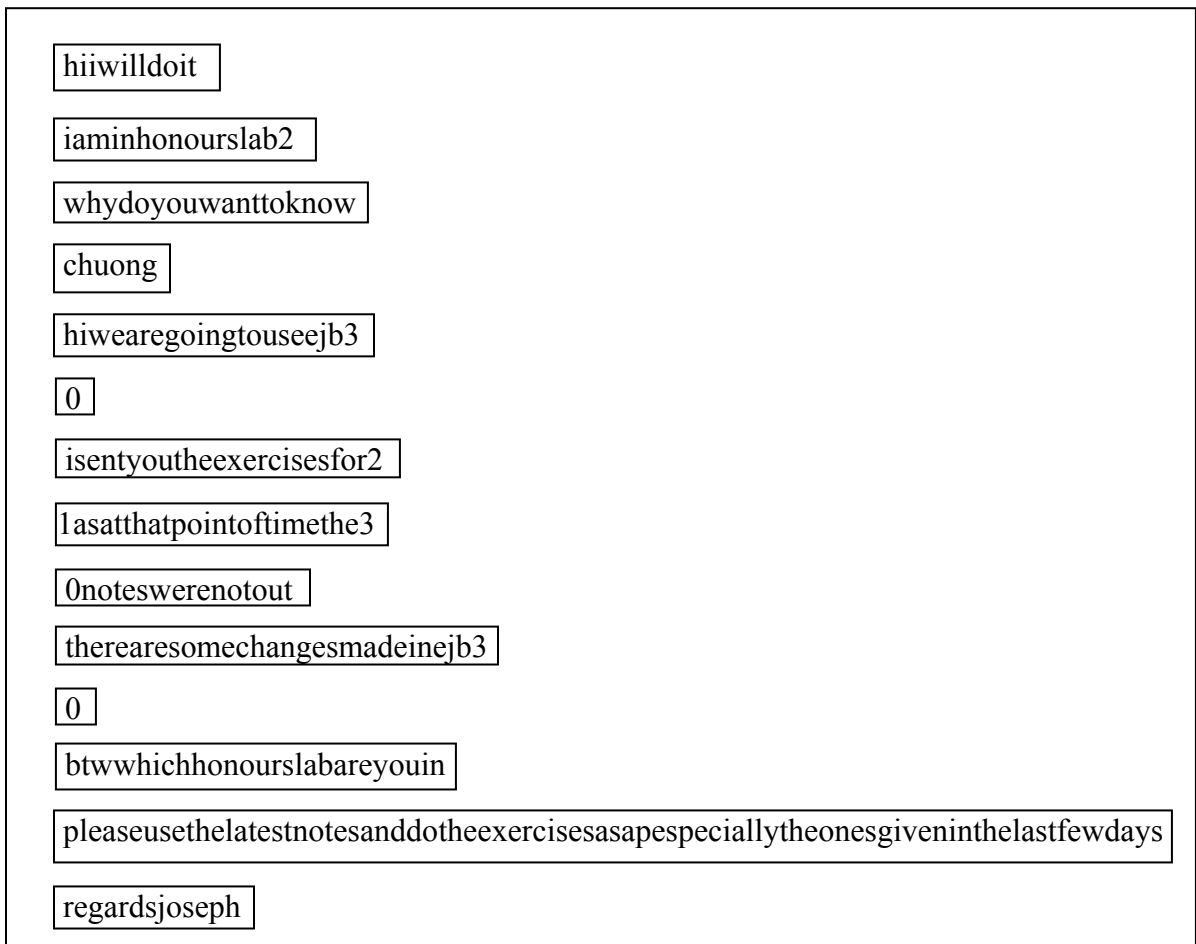 hiiwilldoit
iaminhonourslab2
whydoyouwanttoknow
chuong
hiwearegoingtouseejb3
0
isentyoutheexercisesfor2
1asatthatpointoftimethe3
0noteswerenotout
therearesomechangesmadeinejb3
0
btwwhichhonourslabareyouin
pleaseusethelatestnotesanddotheexercisesasapespeciallytheonesgiveninthelastfewdays
regardsjoseph